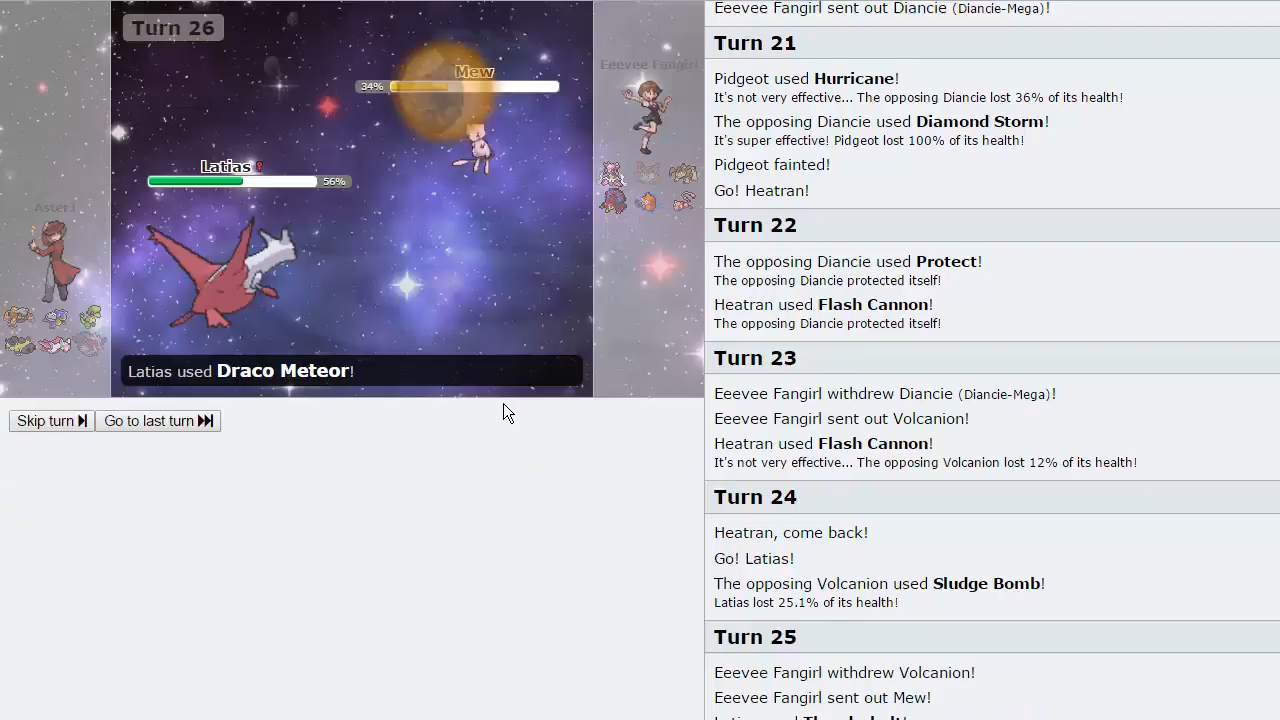 Turn 26
Mew
34%
Latias
56%
Eeevee Fangirl
AsterJ
Latias used Draco Meteor!
Skip turn
Go to last turn
Eeevee Fangirl sent out Diancie (Diancie-Mega)!
Turn 21
Pidgeot used Hurricane!
It's not very effective... The opposing Diancie lost 36% of its health!
The opposing Diancie used Diamond Storm!
It's super effective! Pidgeot lost 100% of its health!
Pidgeot fainted!
Go! Heatran!
Turn 22
The opposing Diancie used Protect!
The opposing Diancie protected itself!
Heatran used Flash Cannon!
The opposing Diancie protected itself!
Turn 23
Eeevee Fangirl withdrew Diancie (Diancie-Mega)!
Eeevee Fangirl sent out Volcanion!
Heatran used Flash Cannon!
It's not very effective... The opposing Volcanion lost 12% of its health!
Turn 24
Heatran, come back!
Go! Latias!
The opposing Volcanion used Sludge Bomb!
Latias lost 25.1% of its health!
Turn 25
Eeevee Fangirl withdrew Volcanion!
Eeevee Fangirl sent out Mew!
Latias used Thunderbolt!